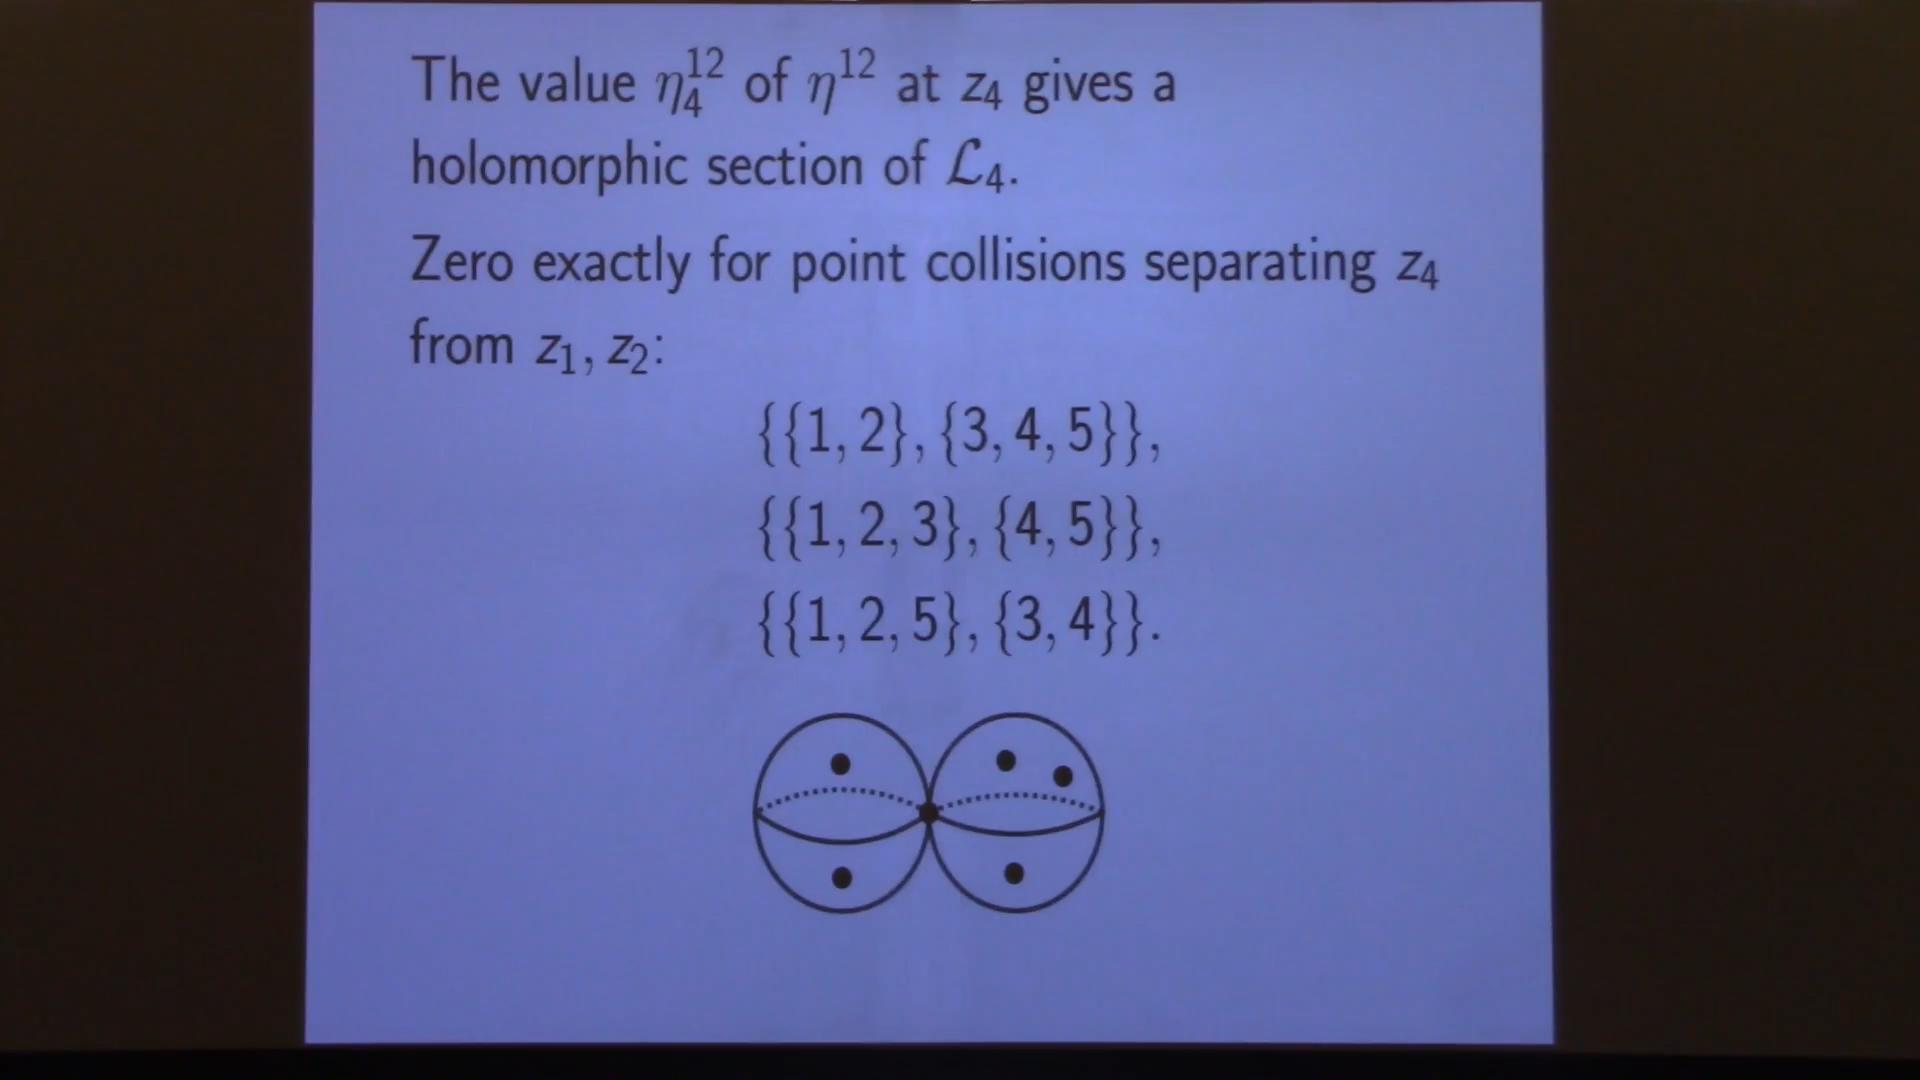 The value η₄¹² of η¹² at z₄ gives a
holomorphic section of ℒ₄.
Zero exactly for point collisions separating z₄
from z₁, z₂:
{{1, 2}, {3, 4, 5}},
{{1, 2, 3}, {4, 5}},
{{1, 2, 5}, {3, 4}}.